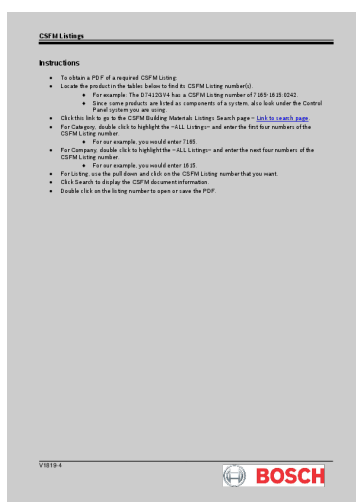 CSFM Listings
Instructions
• To obtain a PDF of a required CSFM Listing:
• Locate the product in the tables below to find its CSFM Listing number(s).
• For example: The D7412GV4 has a CSFM Listing number of 7165-1615:0242.
• Since some products are listed as components of a system, also look under the Control
Panel system you are using.
• Click this link to go to the CSFM Building Materials Listings Search page - Link to search page.
• For Category, double click to highlight the ~ALL Listings~ and enter the first four numbers of the
CSFM Listing number.
• For our example, you would enter 7165.
• For Company, double click to highlight the ~ALL Listings~ and enter the next four numbers of the
CSFM Listing number.
• For our example, you would enter 1615.
• For Listing, use the pull down and click on the CSFM Listing number that you want.
• Click Search to display the CSFM document information.
• Double click on the listing number to open or save the PDF.
V1819-4
BOSCH